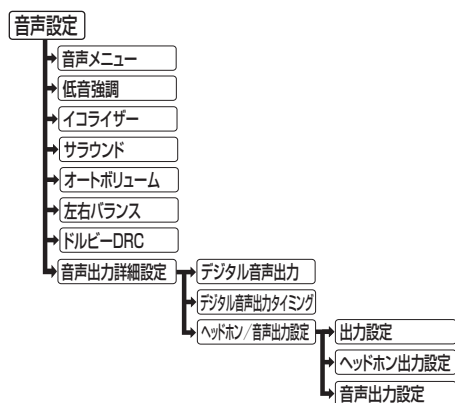 音声設定
音声メニュー
低音強調
イコライザー
サラウンド
オートボリューム
左右バランス
ドルビーDRC
音声出力詳細設定
デジタル音声出力
デジタル音声出力タイミング
ヘッドホン/音声出力設定
出力設定
ヘッドホン出力設定
音声出力設定